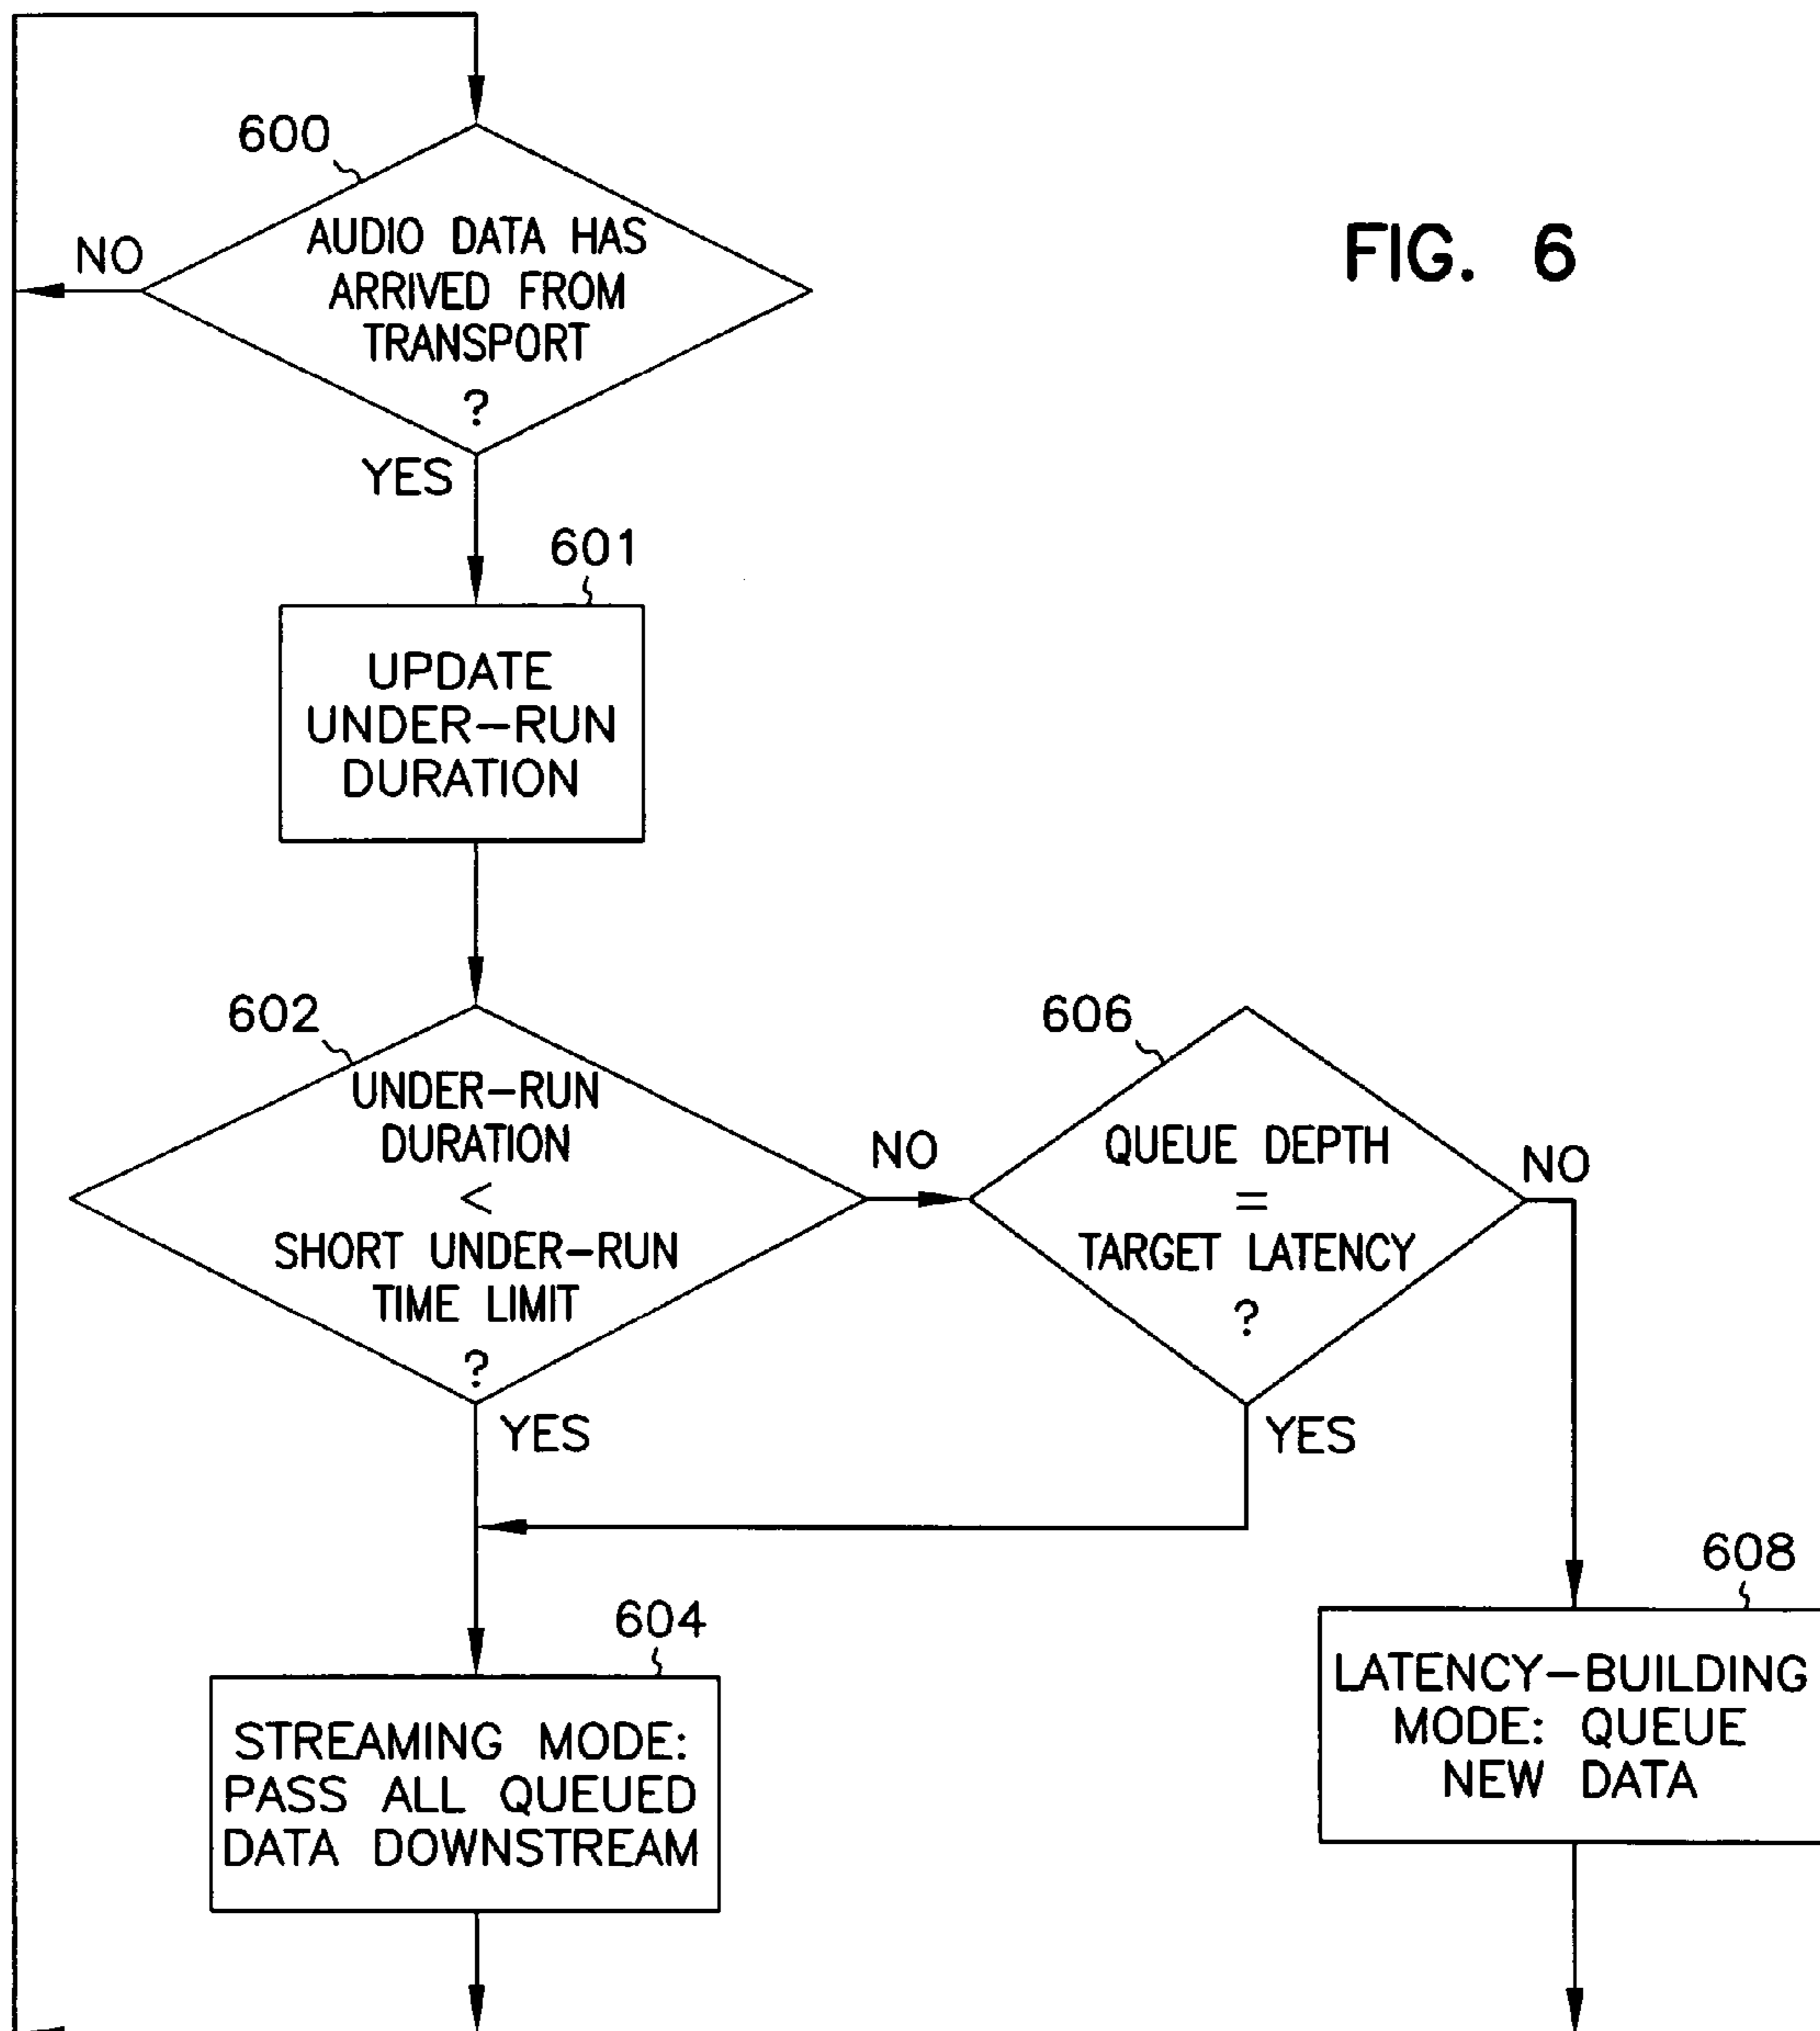 FIG. 6
600
AUDIO DATA HAS
ARRIVED FROM
TRANSPORT
?
NO
YES
601
UPDATE
UNDER-RUN
DURATION
602
UNDER-RUN
DURATION
<
SHORT UNDER-RUN
TIME LIMIT
?
NO
YES
606
QUEUE DEPTH
=
TARGET LATENCY
?
NO
YES
604
STREAMING MODE:
PASS ALL QUEUED
DATA DOWNSTREAM
608
LATENCY-BUILDING
MODE: QUEUE
NEW DATA